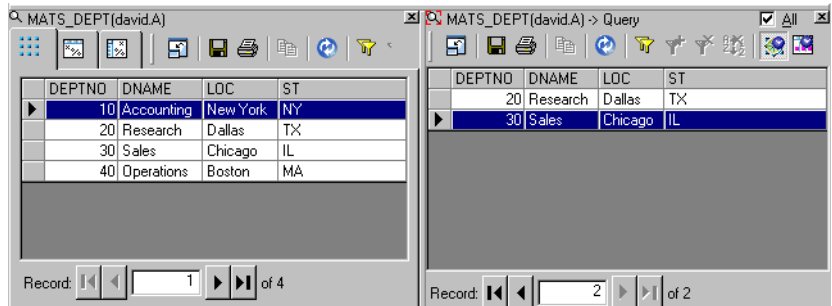 MATS_DEPT(david.A)
DEPTNO DNAME LOC ST
10 Accounting New York NY
20 Research Dallas TX
30 Sales Chicago IL
40 Operations Boston MA
Record: 1 of 4
MATS_DEPT(david.A) -> Query All
DEPTNO DNAME LOC ST
20 Research Dallas TX
30 Sales Chicago IL
Record: 2 of 2